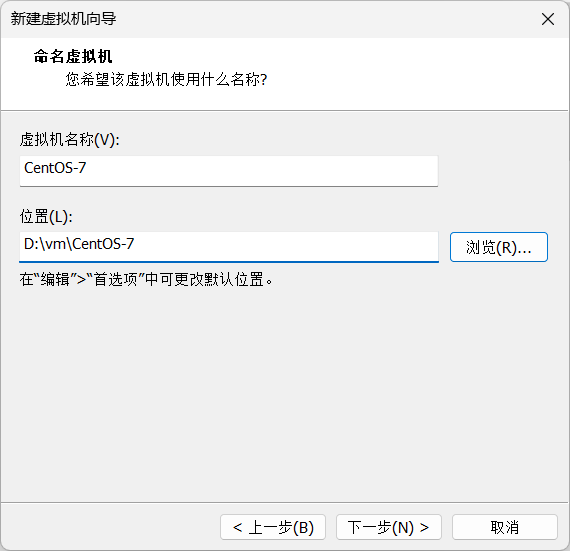 新建虚拟机向导
命名虚拟机
您希望该虚拟机使用什么名称?
虚拟机名称(V):
CentOS-7
位置(L):
D:\vm\CentOS-7
浏览(R)...
在“编辑”>“首选项”中可更改默认位置。
< 上一步(B)
下一步(N) >
取消